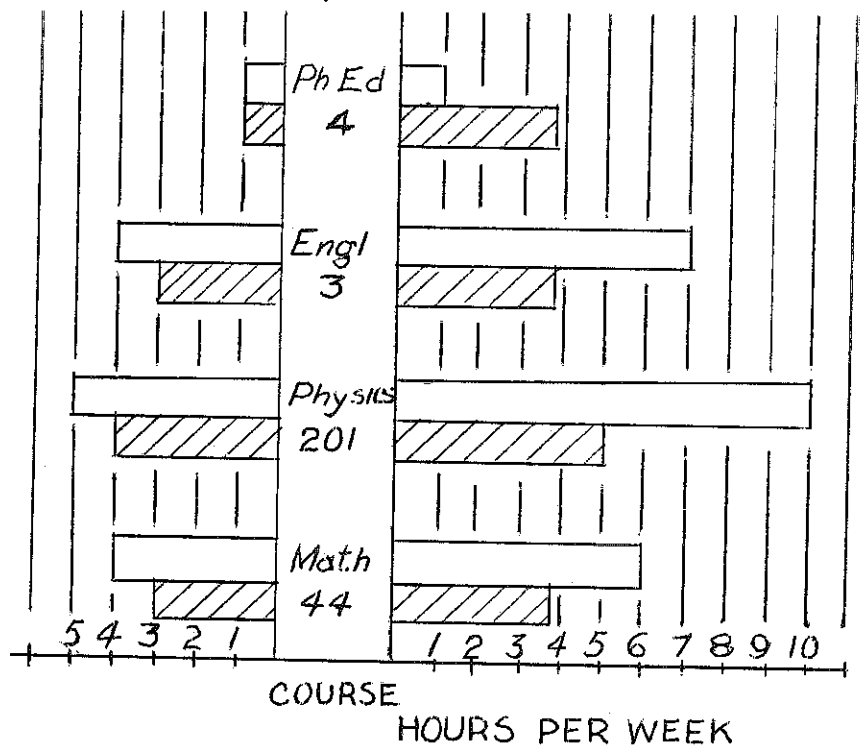 Ph Ed
4
Engl
3
Physics
201
Math
44
5 4 3 2 1 1 2 3 4 5 6 7 8 9 10
COURSE
HOURS PER WEEK